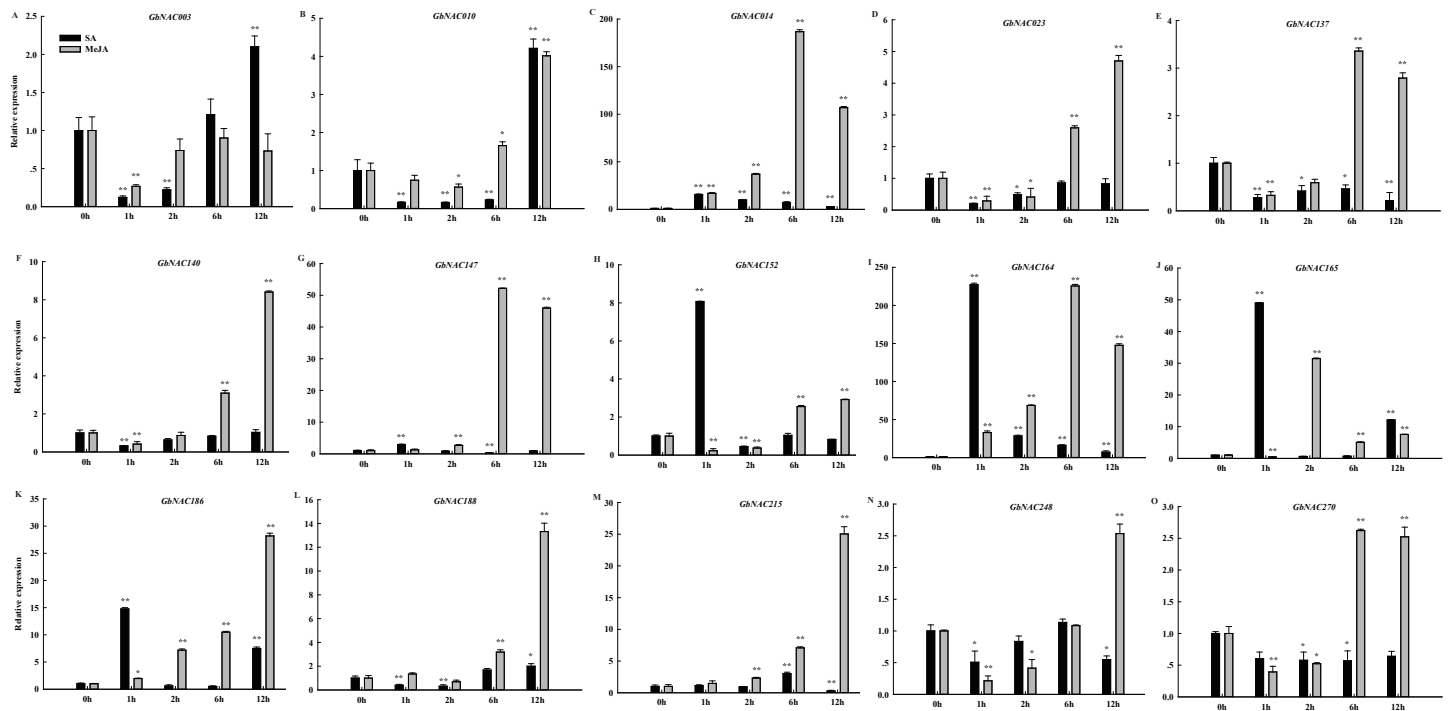 A GbNAC003
2.5
2.0
1.5
1.0
.5
0.0
Relative expression
SA
MeJA
** ** ** **
0h 1h 2h 6h 12h
B GbNAC010
5
4
3
2
1
0
** ** * ** * ** **
0h 1h 2h 6h 12h
C GbNAC014
200
150
100
50
0
** ** ** ** ** ** ** **
0h 1h 2h 6h 12h
D GbNAC023
6
5
4
3
2
1
0
** ** * * ** **
0h 1h 2h 6h 12h
E GbNAC137
4
3
2
1
0
** ** * * ** ** **
0h 1h 2h 6h 12h
F GbNAC140
10
8
6
4
2
0
Relative expression
** ** ** **
0h 1h 2h 6h 12h
G GbNAC147
60
50
40
30
20
10
0
** ** ** ** **
0h 1h 2h 6h 12h
H GbNAC152
10
8
6
4
2
0
** ** ** ** ** **
0h 1h 2h 6h 12h
I GbNAC164
250
200
150
100
50
0
** ** ** ** ** ** **
0h 1h 2h 6h 12h
J GbNAC165
60
50
40
30
20
10
0
** ** ** ** ** **
0h 1h 2h 6h 12h
K GbNAC186
35
30
25
20
15
10
5
0
Relative expression
** * ** ** ** **
0h 1h 2h 6h 12h
L GbNAC188
16
14
12
10
8
6
4
2
0
** ** ** * **
0h 1h 2h 6h 12h
M GbNAC215
30
25
20
15
10
5
0
** ** ** ** **
0h 1h 2h 6h 12h
N GbNAC248
3.0
2.5
2.0
1.5
1.0
.5
0.0
* ** * * **
0h 1h 2h 6h 12h
O GbNAC270
3.0
2.5
2.0
1.5
1.0
.5
0.0
** * * * ** **
0h 1h 2h 6h 12h